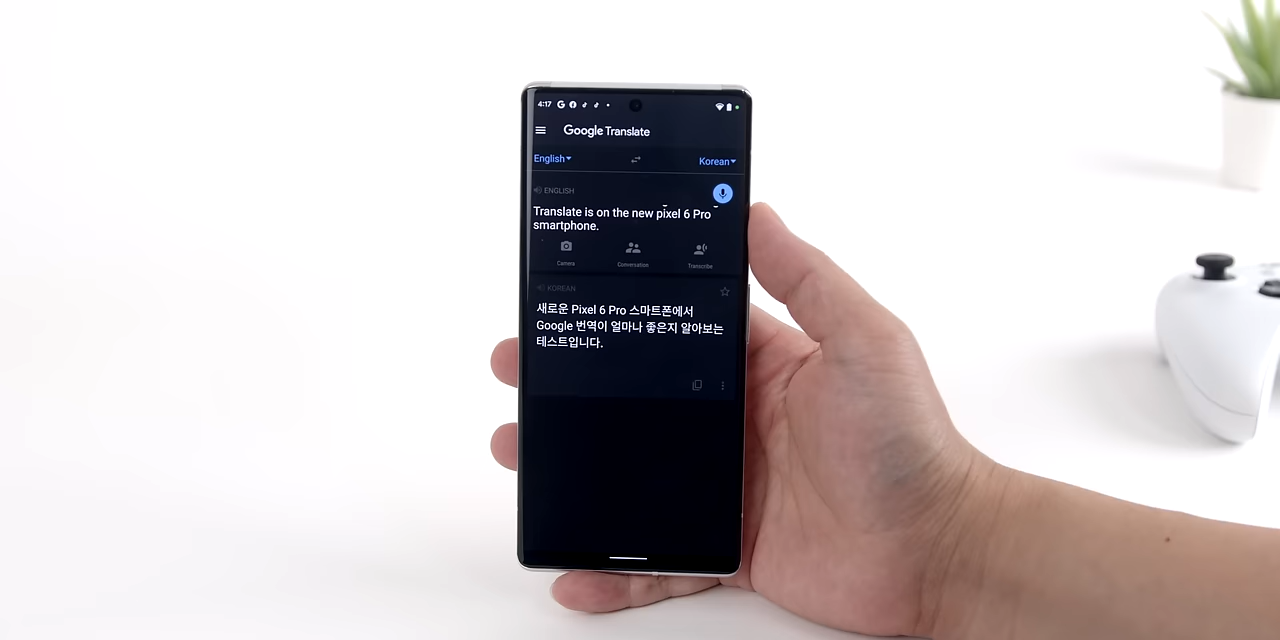 4:17
Google Translate
English
Korean
ENGLISH
Translate is on the new pixel 6 Pro
smartphone.
Camera
Conversation
Transcribe
KOREAN
새로운 Pixel 6 Pro 스마트폰에서
Google 번역이 얼마나 좋은지 알아보는
테스트입니다.